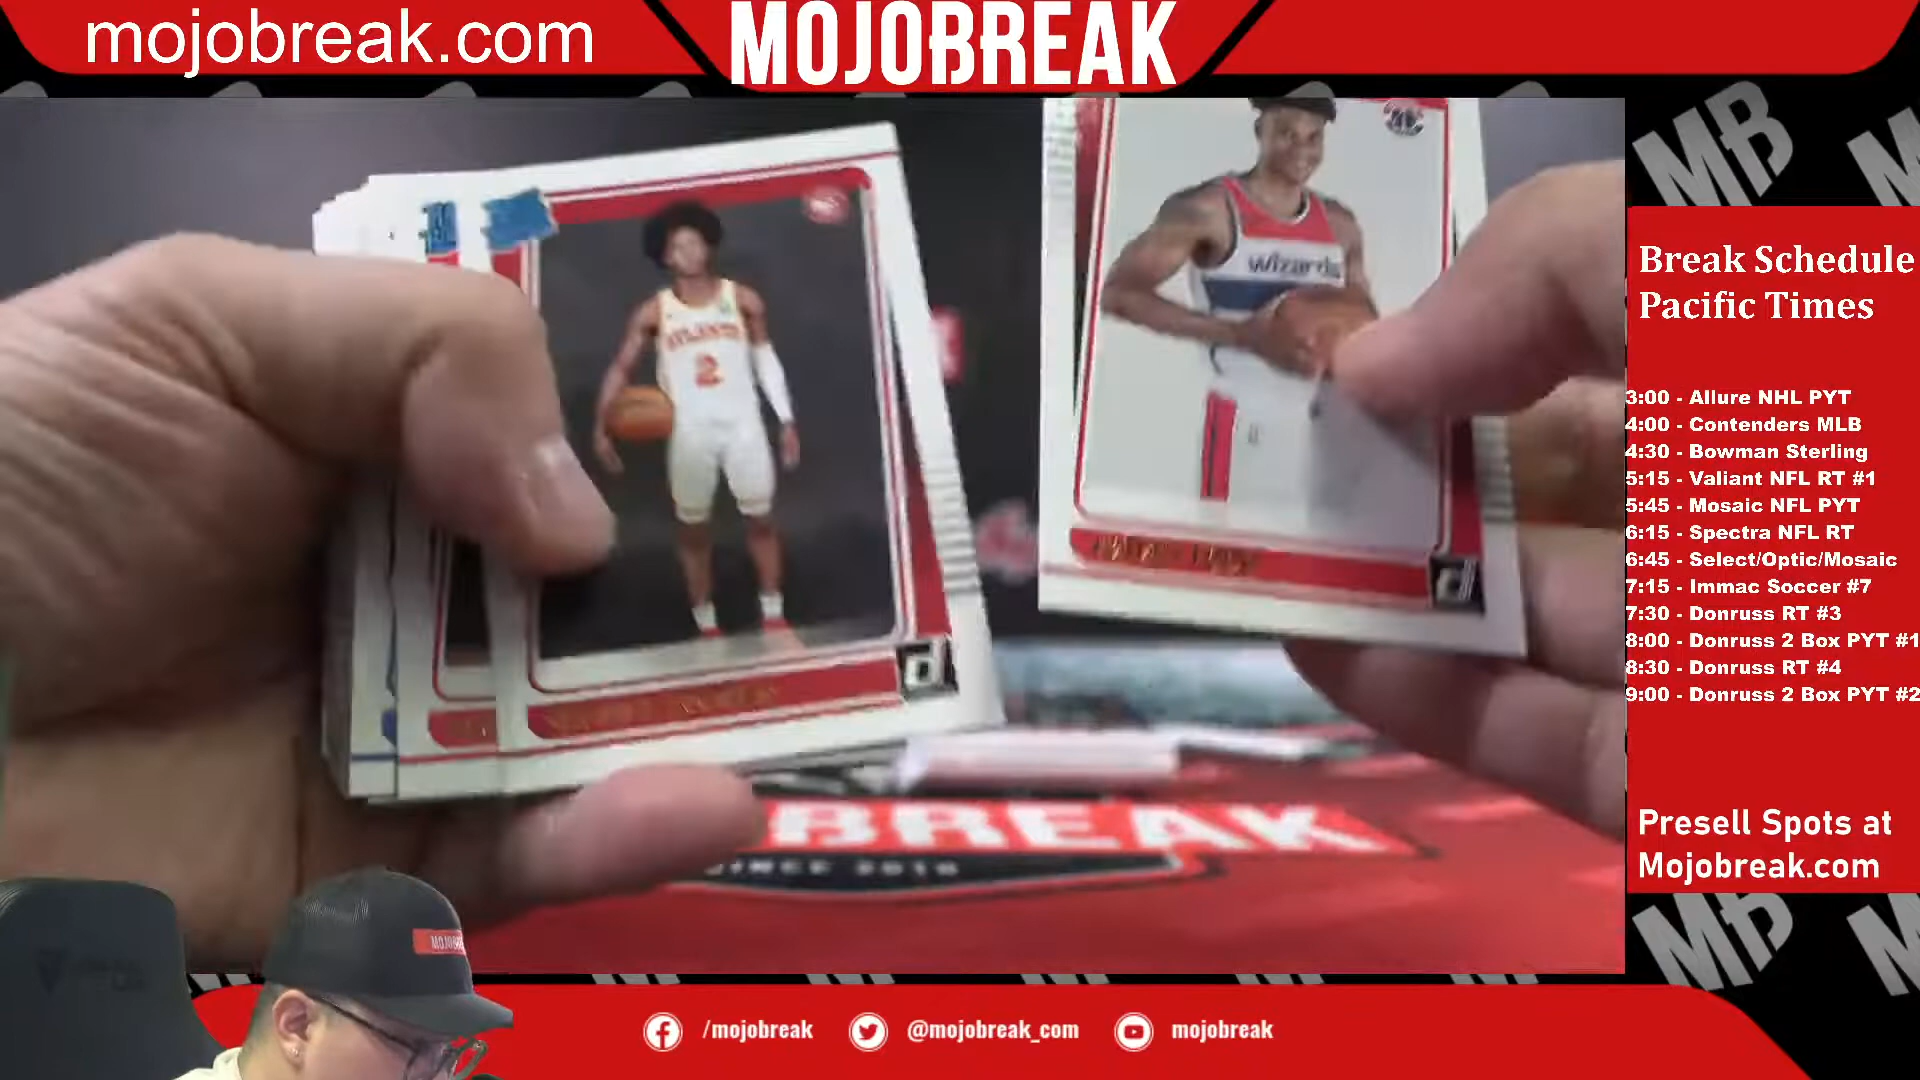 mojobreak.com
MOJOBREAK
MB
Break Schedule
Pacific Times
3:00 - Allure NHL PYT
4:00 - Contenders MLB
4:30 - Bowman Sterling
5:15 - Valiant NFL RT #1
5:45 - Mosaic NFL PYT
6:15 - Spectra NFL RT
6:45 - Select/Optic/Mosaic
7:15 - Immac Soccer #7
7:30 - Donruss RT #3
8:00 - Donruss 2 Box PYT #1
8:30 - Donruss RT #4
9:00 - Donruss 2 Box PYT #2
Presell Spots at
Mojobreak.com
MB
ATLANTA
2
wizards
BREAK
SINCE 2010
/mojobreak
@mojobreak_com
mojobreak